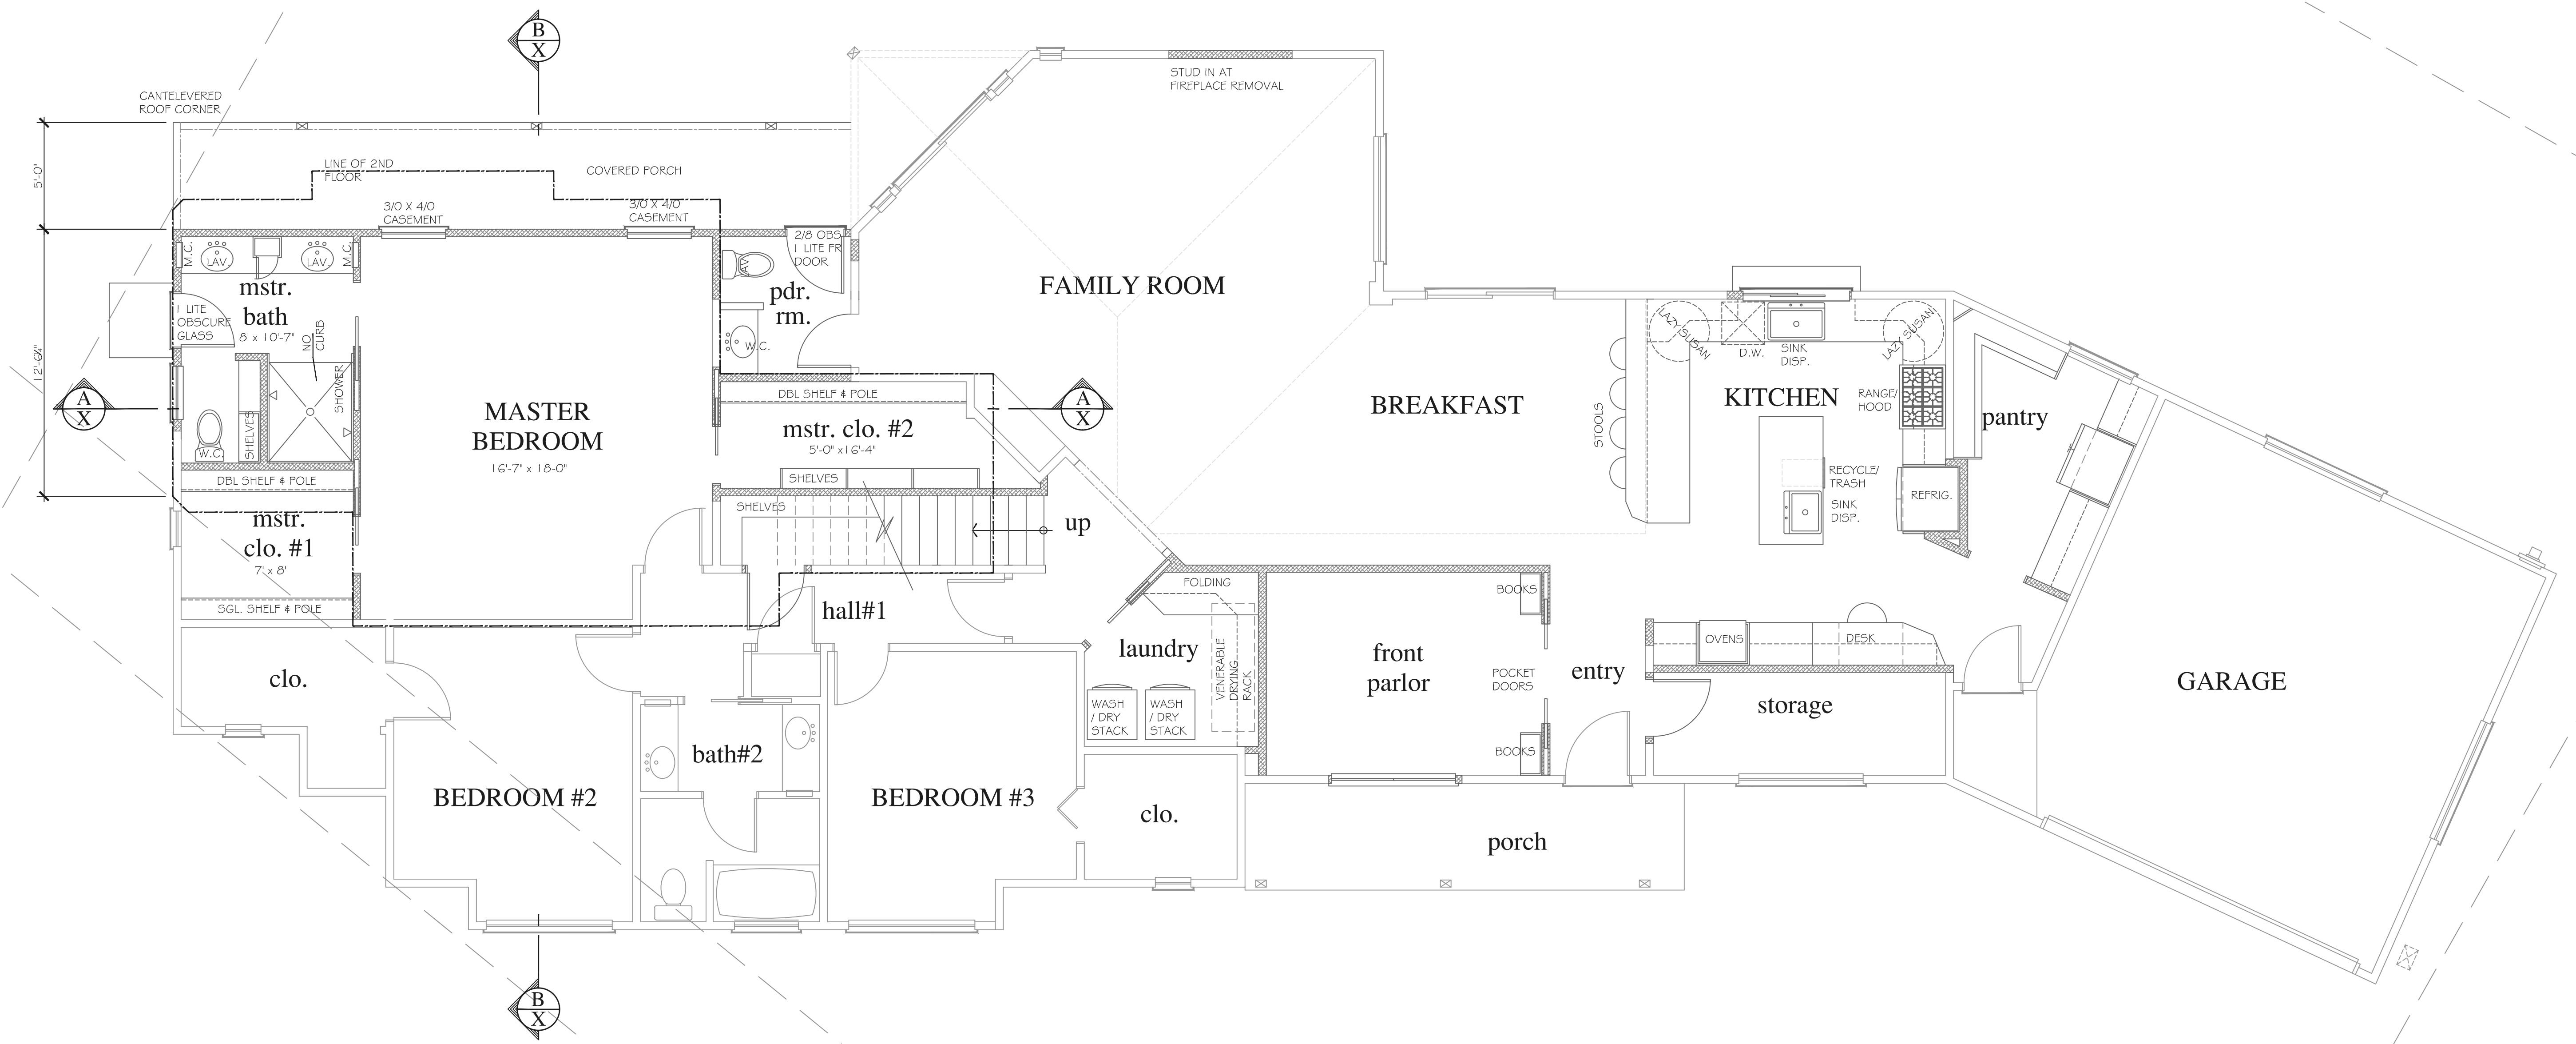 B
X
CANTELEVERED
ROOF CORNER
STUD IN AT
FIREPLACE REMOVAL
5'-0"
LINE OF 2ND
FLOOR
COVERED PORCH
3/0 X 4/0
CASEMENT
3/0 X 4/0
CASEMENT
2/8 OBS.
1 LITE FR
DOOR
M.C.
LAV.
LAV.
M.C.
LAV
mstr.
bath
8' x 10'-7"
1 LITE
OBSCURE
GLASS
NO
CURB
pdr.
rm.
W.C.
FAMILY ROOM
12'-6¼"
A
X
W.C.
SHELVES
SHOWER
MASTER
BEDROOM
16'-7" x 18'-0"
DBL SHELF & POLE
mstr. clo. #2
5'-0" x16'-4"
SHELVES
A
X
BREAKFAST
STOOLS
LAZY SUSAN
D.W.
SINK
DISP.
LAZY SUSAN
KITCHEN
RANGE/
HOOD
pantry
RECYCLE/
TRASH
SINK
DISP.
REFRIG.
DBL SHELF & POLE
mstr.
clo. #1
7' x 8'
SGL. SHELF & POLE
SHELVES
up
hall#1
FOLDING
laundry
VENERABLE
DRYING
RACK
WASH
/ DRY
STACK
WASH
/ DRY
STACK
BOOKS
front
parlor
POCKET
DOORS
BOOKS
entry
OVENS
DESK
storage
GARAGE
clo.
BEDROOM #2
bath#2
BEDROOM #3
clo.
porch
B
X